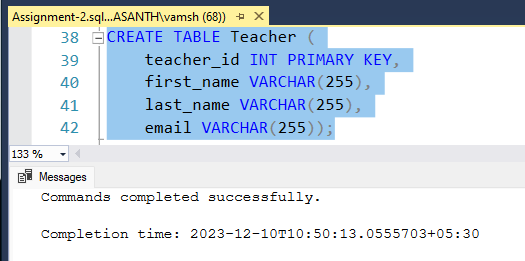 Assignment-2.sql...ASANTH\vamsh (68))
38 CREATE TABLE Teacher (
39 teacher_id INT PRIMARY KEY,
40 first_name VARCHAR(255),
41 last_name VARCHAR(255),
42 email VARCHAR(255));
133 %
Messages
Commands completed successfully.
Completion time: 2023-12-10T10:50:13.0555703+05:30